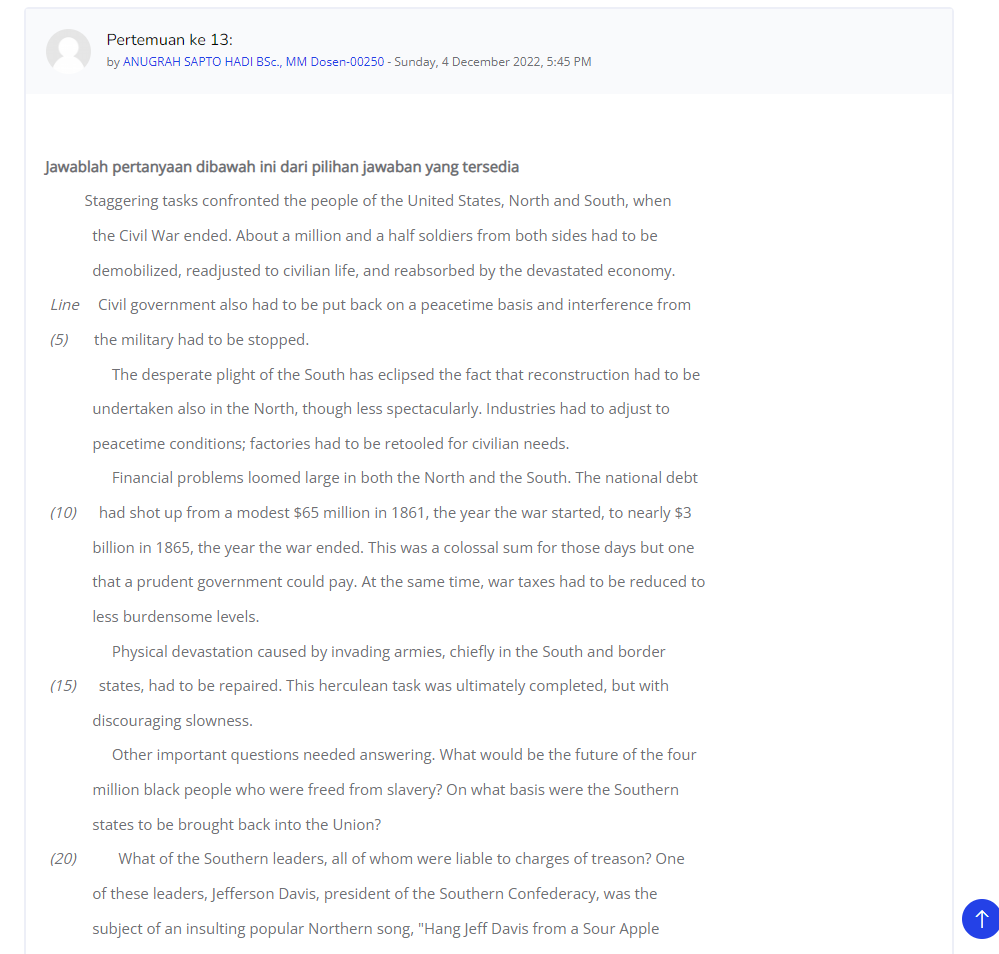 Pertemuan ke 13:
by ANUGRAH SAPTO HADI BSc., MM Dosen-00250 - Sunday, 4 December 2022, 5:45 PM
Jawablah pertanyaan dibawah ini dari pilihan jawaban yang tersedia
Staggering tasks confronted the people of the United States, North and South, when
the Civil War ended. About a million and a half soldiers from both sides had to be
demobilized, readjusted to civilian life, and reabsorbed by the devastated economy.
Line Civil government also had to be put back on a peacetime basis and interference from
(5) the military had to be stopped.
The desperate plight of the South has eclipsed the fact that reconstruction had to be
undertaken also in the North, though less spectacularly. Industries had to adjust to
peacetime conditions; factories had to be retooled for civilian needs.
Financial problems loomed large in both the North and the South. The national debt
(10) had shot up from a modest $65 million in 1861, the year the war started, to nearly $3
billion in 1865, the year the war ended. This was a colossal sum for those days but one
that a prudent government could pay. At the same time, war taxes had to be reduced to
less burdensome levels.
Physical devastation caused by invading armies, chiefly in the South and border
(15) states, had to be repaired. This herculean task was ultimately completed, but with
discouraging slowness.
Other important questions needed answering. What would be the future of the four
million black people who were freed from slavery? On what basis were the Southern
states to be brought back into the Union?
(20) What of the Southern leaders, all of whom were liable to charges of treason? One
of these leaders, Jefferson Davis, president of the Southern Confederacy, was the
subject of an insulting popular Northern song, "Hang Jeff Davis from a Sour Apple